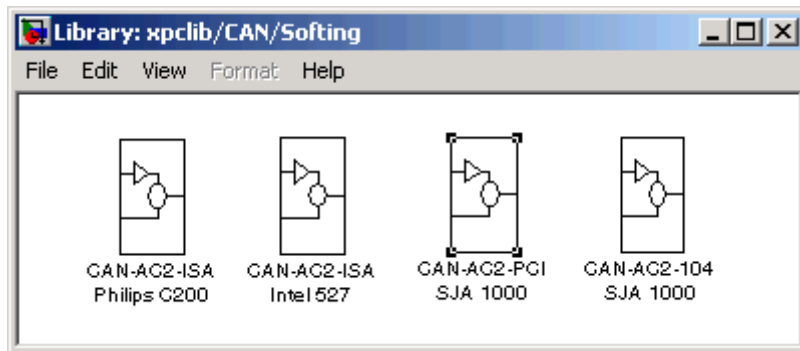 Library: xpclib/CAN/Softing
File Edit View Format Help
CAN-AC2-ISA
Philips C200
CAN-AC2-ISA
Intel 527
CAN-AC2-PCI
SJA 1000
CAN-AC2-104
SJA 1000